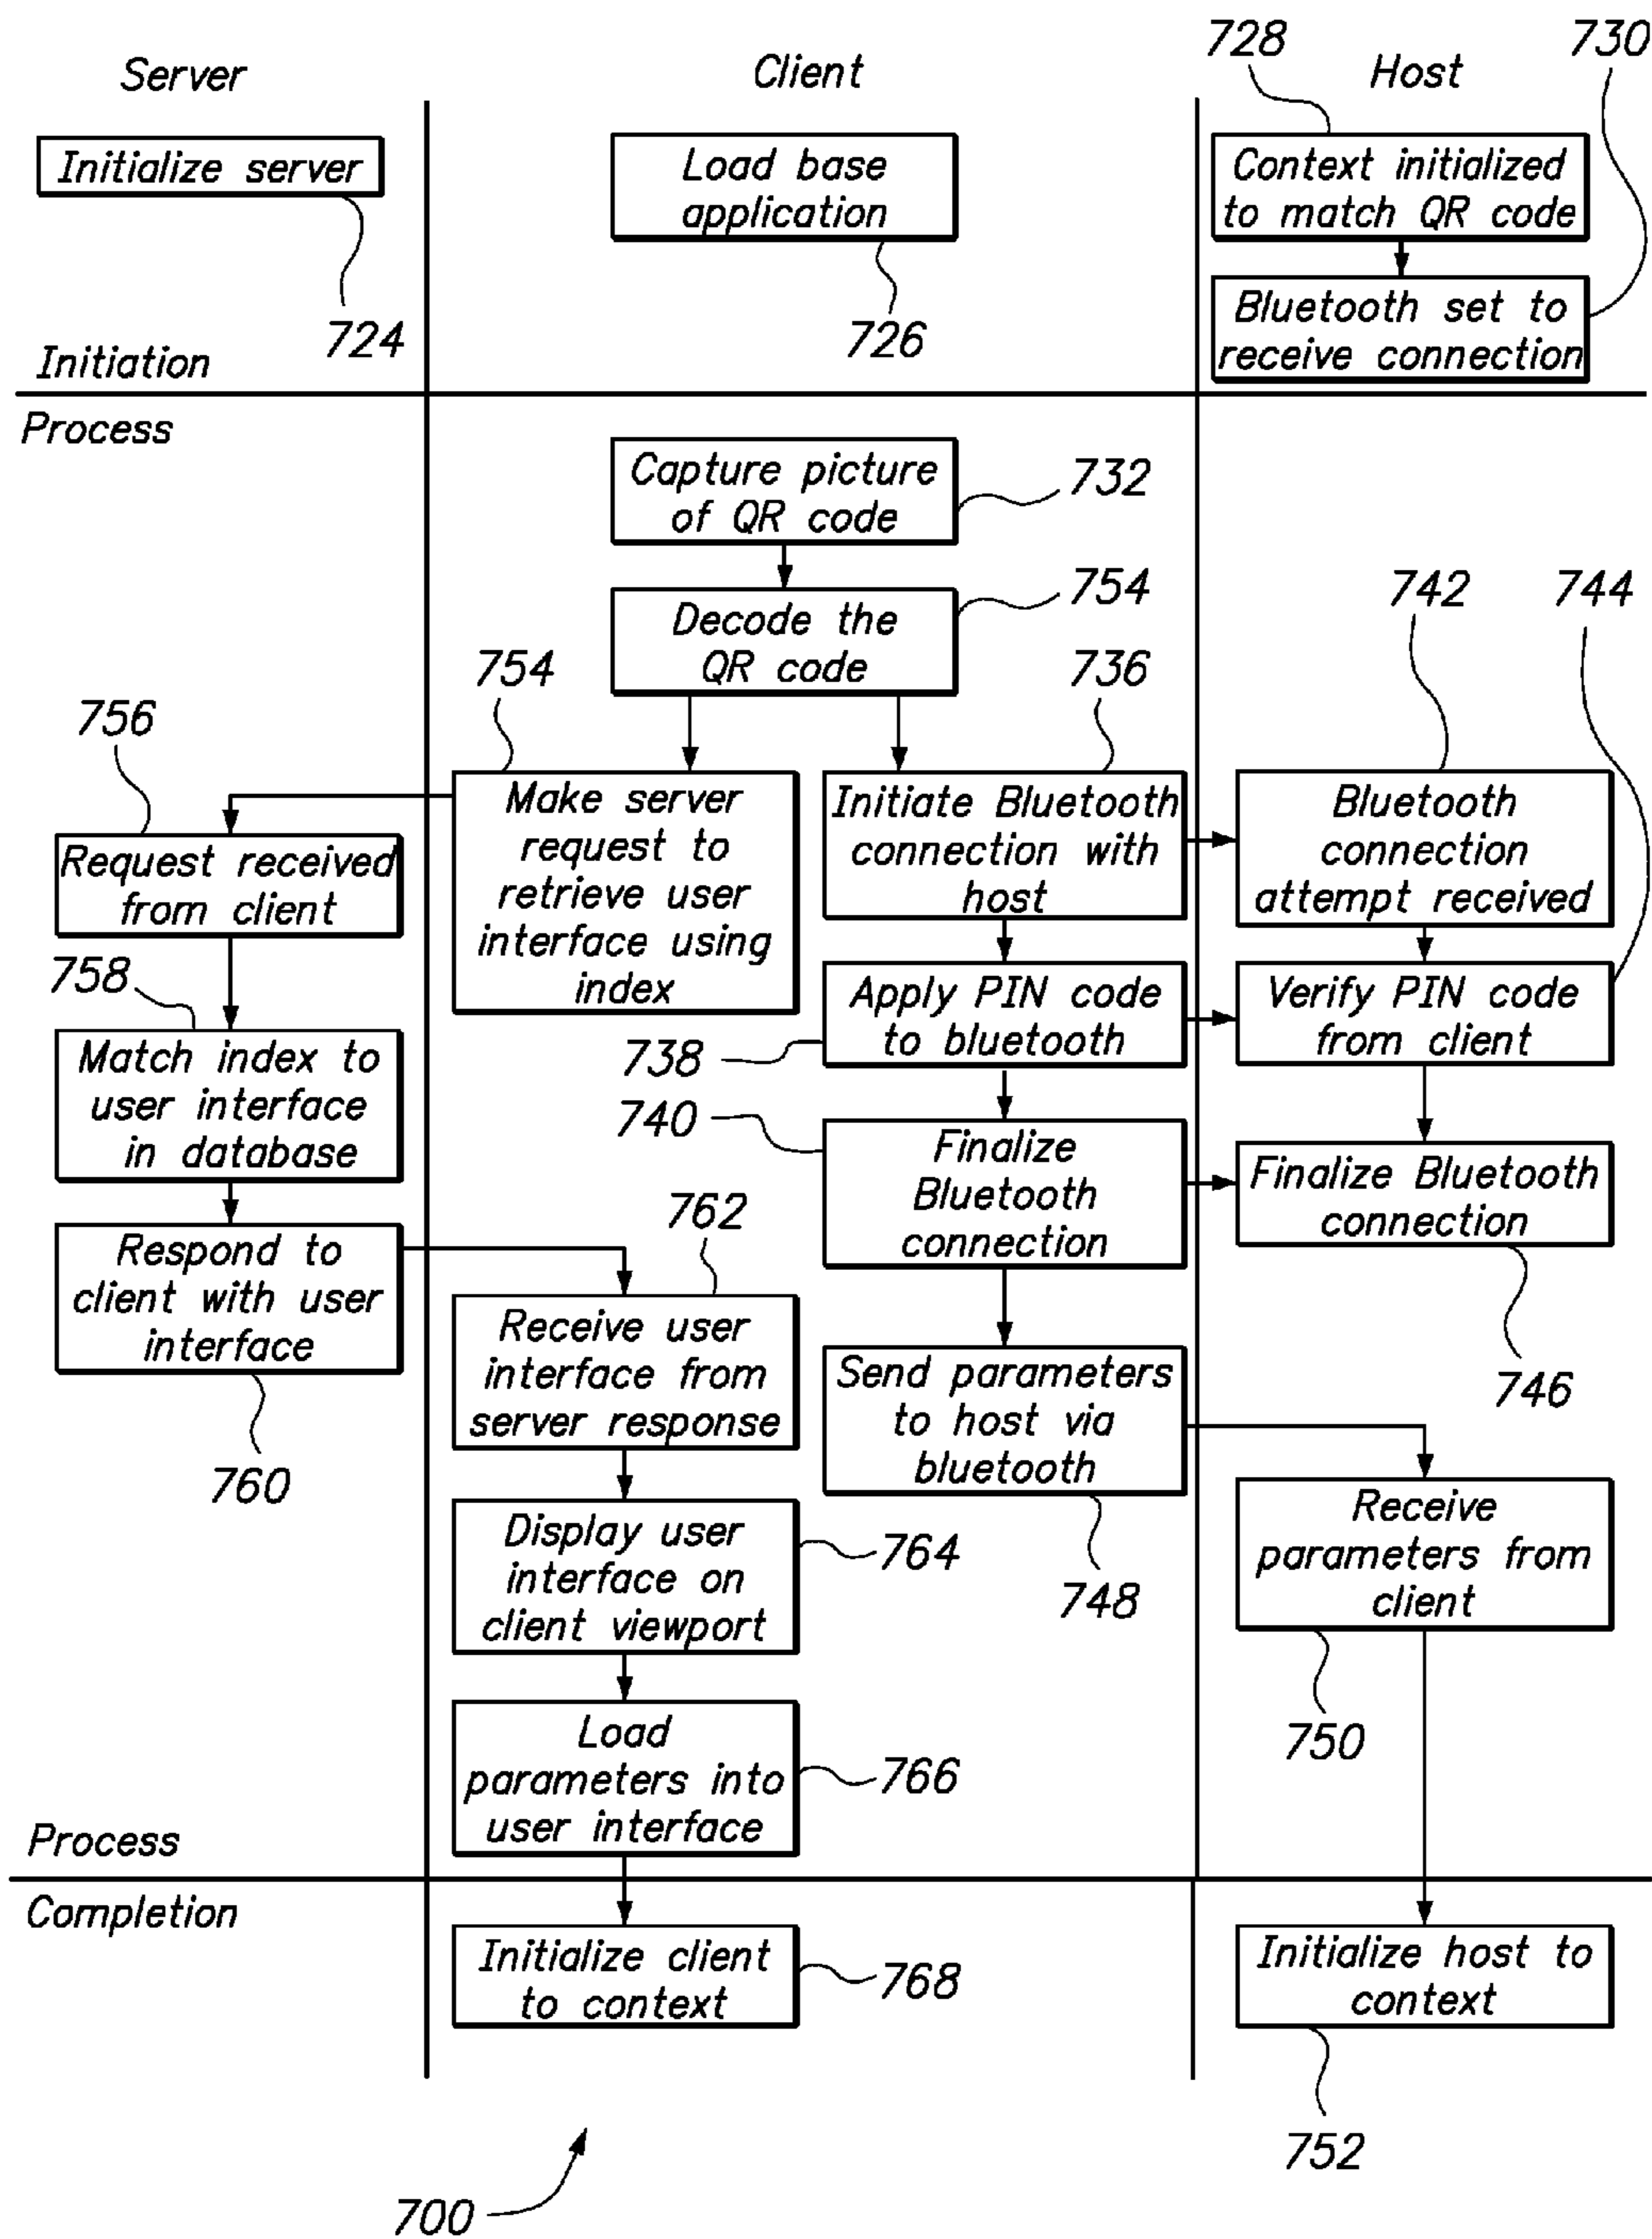 Server
Client
Host
728
730
Initialize server
Load base
application
Context initialized
to match QR code
724
726
Bluetooth set to
receive connection
Initiation
Process
Capture picture
of QR code
732
Decode the
QR code
754
754
736
742
744
756
Make server
request to
retrieve user
interface using
index
Initiate Bluetooth
connection with
host
Bluetooth
connection
attempt received
Request received
from client
758
Apply PIN code
to bluetooth
738
Verify PIN code
from client
Match index to
user interface
in database
740
Finalize
Bluetooth
connection
Finalize Bluetooth
connection
746
Respond to
client with user
interface
760
762
Receive user
interface from
server response
Send parameters
to host via
bluetooth
748
Display user
interface on
client viewport
764
Receive
parameters from
client
750
Load
parameters into
user interface
766
Process
Completion
Initialize client
to context
768
Initialize host to
context
752
700